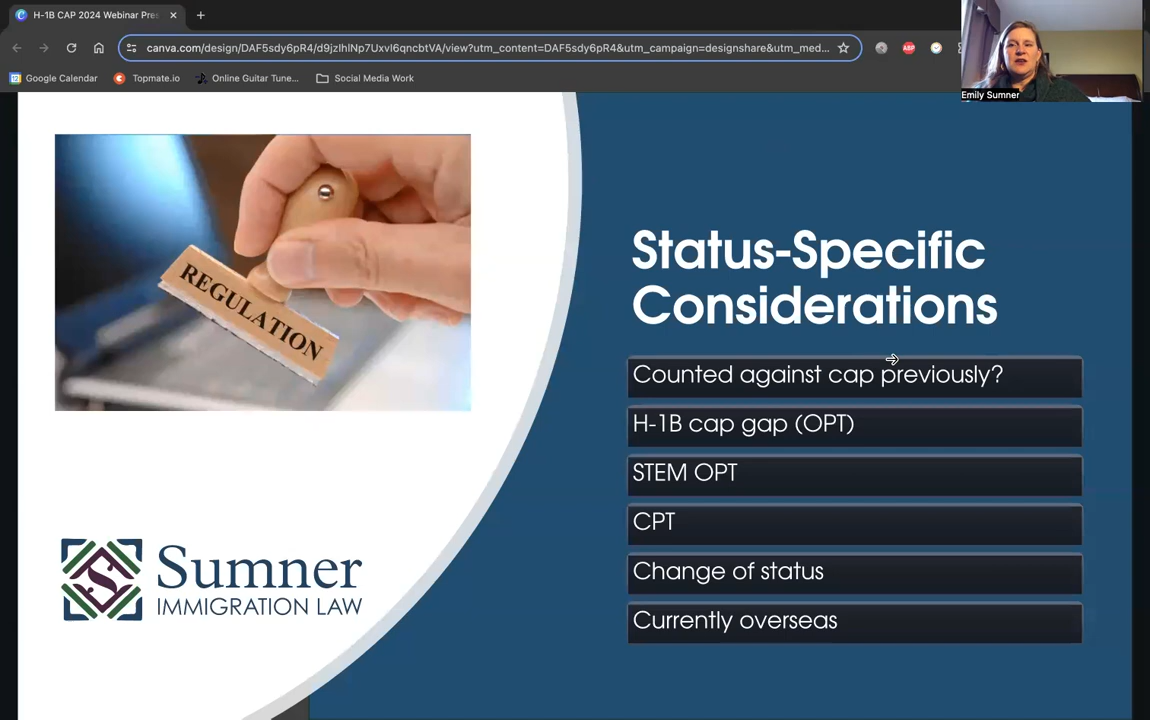 H-1B CAP 2024 Webinar Pres
canva.com/design/DAF5sdy6pR4/d9jzIhlNp7UxvI6qncbtVA/view?utm_content=DAF5sdy6pR4&utm_campaign=designshare&utm_med...
ABP
Google Calendar
Topmate.io
Online Guitar Tune...
Social Media Work
Emily Sumner
REGULATION
Status-Specific
Considerations
Counted against cap previously?
H-1B cap gap (OPT)
STEM OPT
CPT
Change of status
Currently overseas
S
Sumner
IMMIGRATION LAW